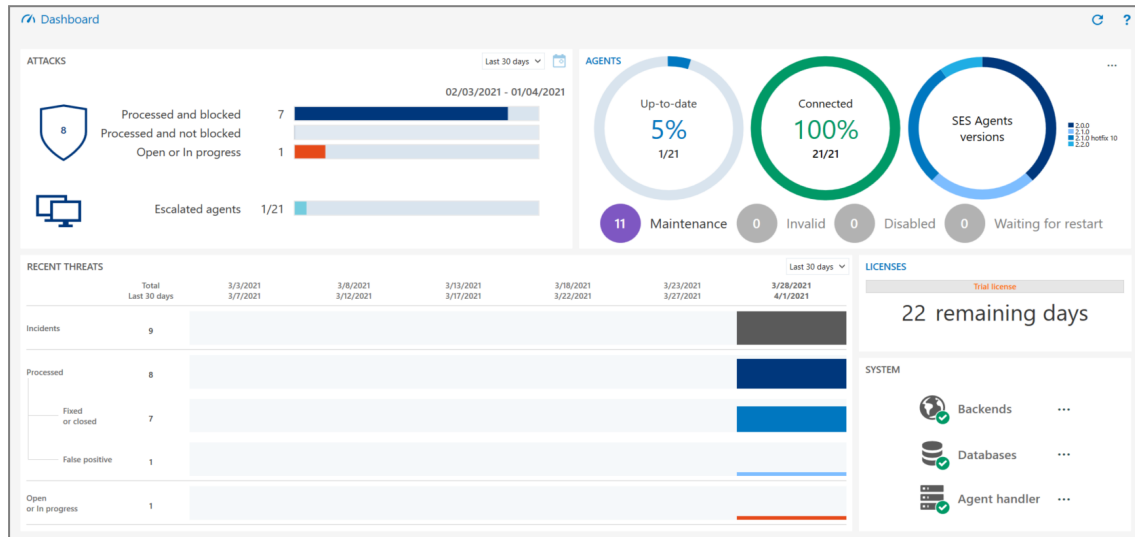 Dashboard
?
ATTACKS
Last 30 days
02/03/2021 - 01/04/2021
8
Processed and blocked 7
Processed and not blocked
Open or In progress 1
Escalated agents 1/21
AGENTS
...
Up-to-date
5%
1/21
Connected
100%
21/21
SES Agents
versions
2.0.0
2.1.0
2.1.0 hotfix 10
2.2.0
11 Maintenance 0 Invalid 0 Disabled 0 Waiting for restart
RECENT THREATS
Last 30 days
Total 3/3/2021 3/8/2021 3/13/2021 3/18/2021 3/23/2021 3/28/2021
Last 30 days 3/7/2021 3/12/2021 3/17/2021 3/22/2021 3/27/2021 4/1/2021
Incidents 9
Processed 8
Fixed
or closed 7
False positive 1
Open
or In progress 1
LICENSES
Trial license
22 remaining days
SYSTEM
Backends ...
Databases ...
Agent handler ...